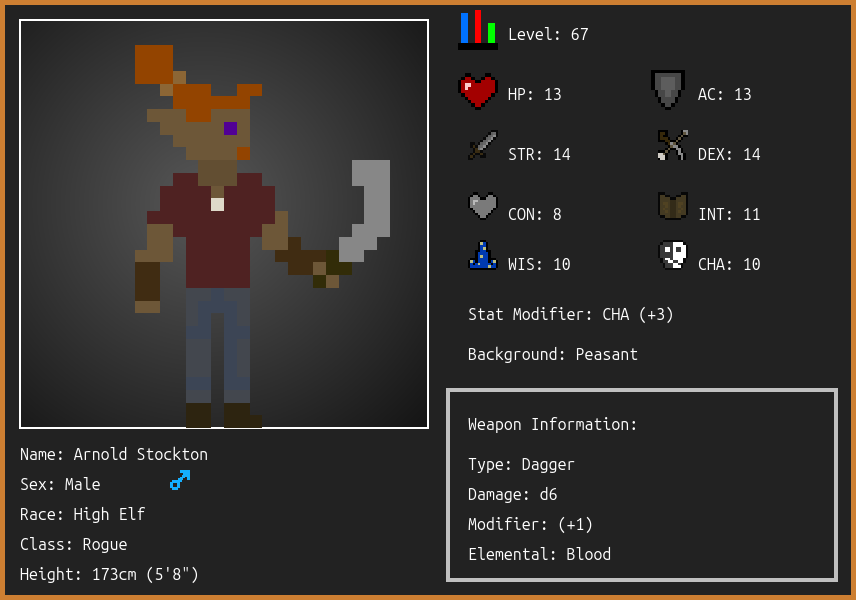 Level: 67
HP: 13
AC: 13
STR: 14
DEX: 14
CON: 8
INT: 11
WIS: 10
CHA: 10
Stat Modifier: CHA (+3)
Background: Peasant
Weapon Information:
Type: Dagger
Damage: d6
Modifier: (+1)
Elemental: Blood
Name: Arnold Stockton
Sex: Male
Race: High Elf
Class: Rogue
Height: 173cm (5'8")